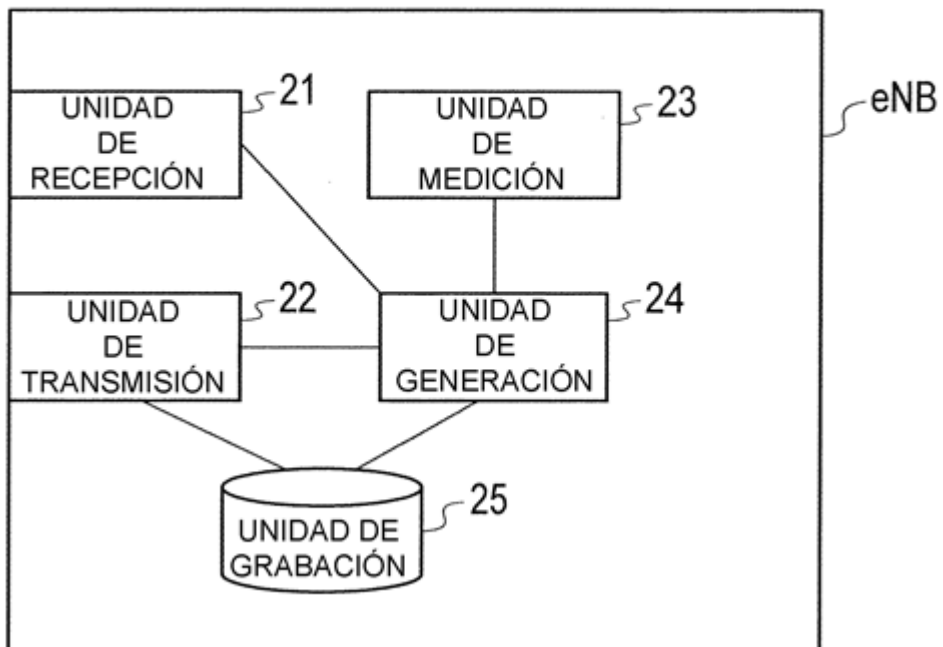 UNIDAD
DE
RECEPCIÓN
21
UNIDAD
DE
MEDICIÓN
23
eNB
UNIDAD
DE
TRANSMISIÓN
22
UNIDAD
DE
GENERACIÓN
24
UNIDAD DE
GRABACIÓN
25